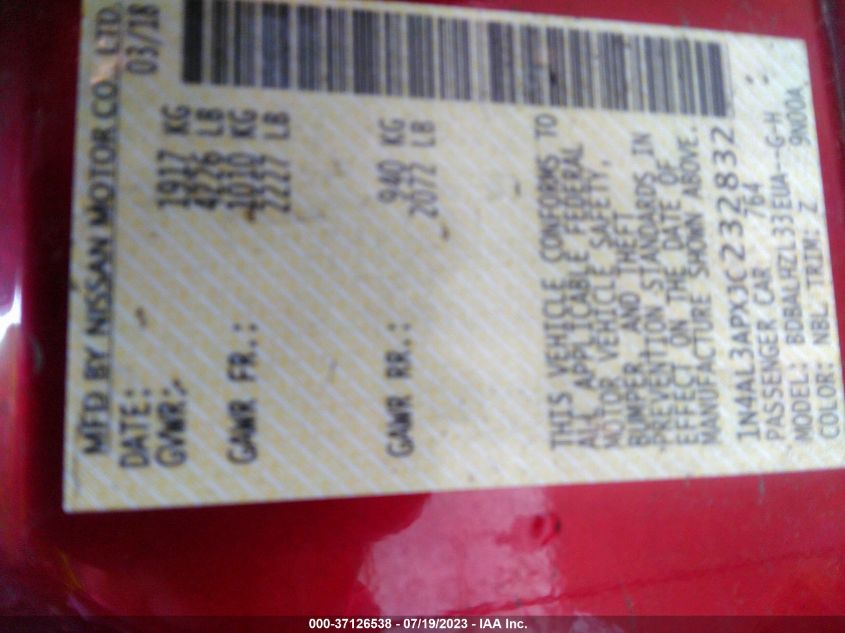 MFD BY NISSAN MOTOR CO., LTD.
DATE: 03/18
GVWR: 1917 KG
4226 LB
GAWR FR.: 1010 KG
2227 LB
GAWR RR.: 940 KG
2072 LB
THIS VEHICLE CONFORMS TO
ALL APPLICABLE FEDERAL
MOTOR VEHICLE SAFETY,
BUMPER AND THEFT
PREVENTION STANDARDS IN
EFFECT ON THE DATE OF
MANUFACTURE SHOWN ABOVE.
1N4AL3APXJC232832
PASSENGER CAR 764
MODEL: BDBALHZL33EUA--G-H
COLOR: NBL TRIM: Z 9N00A
000-37126538 - 07/19/2023 - IAA Inc.